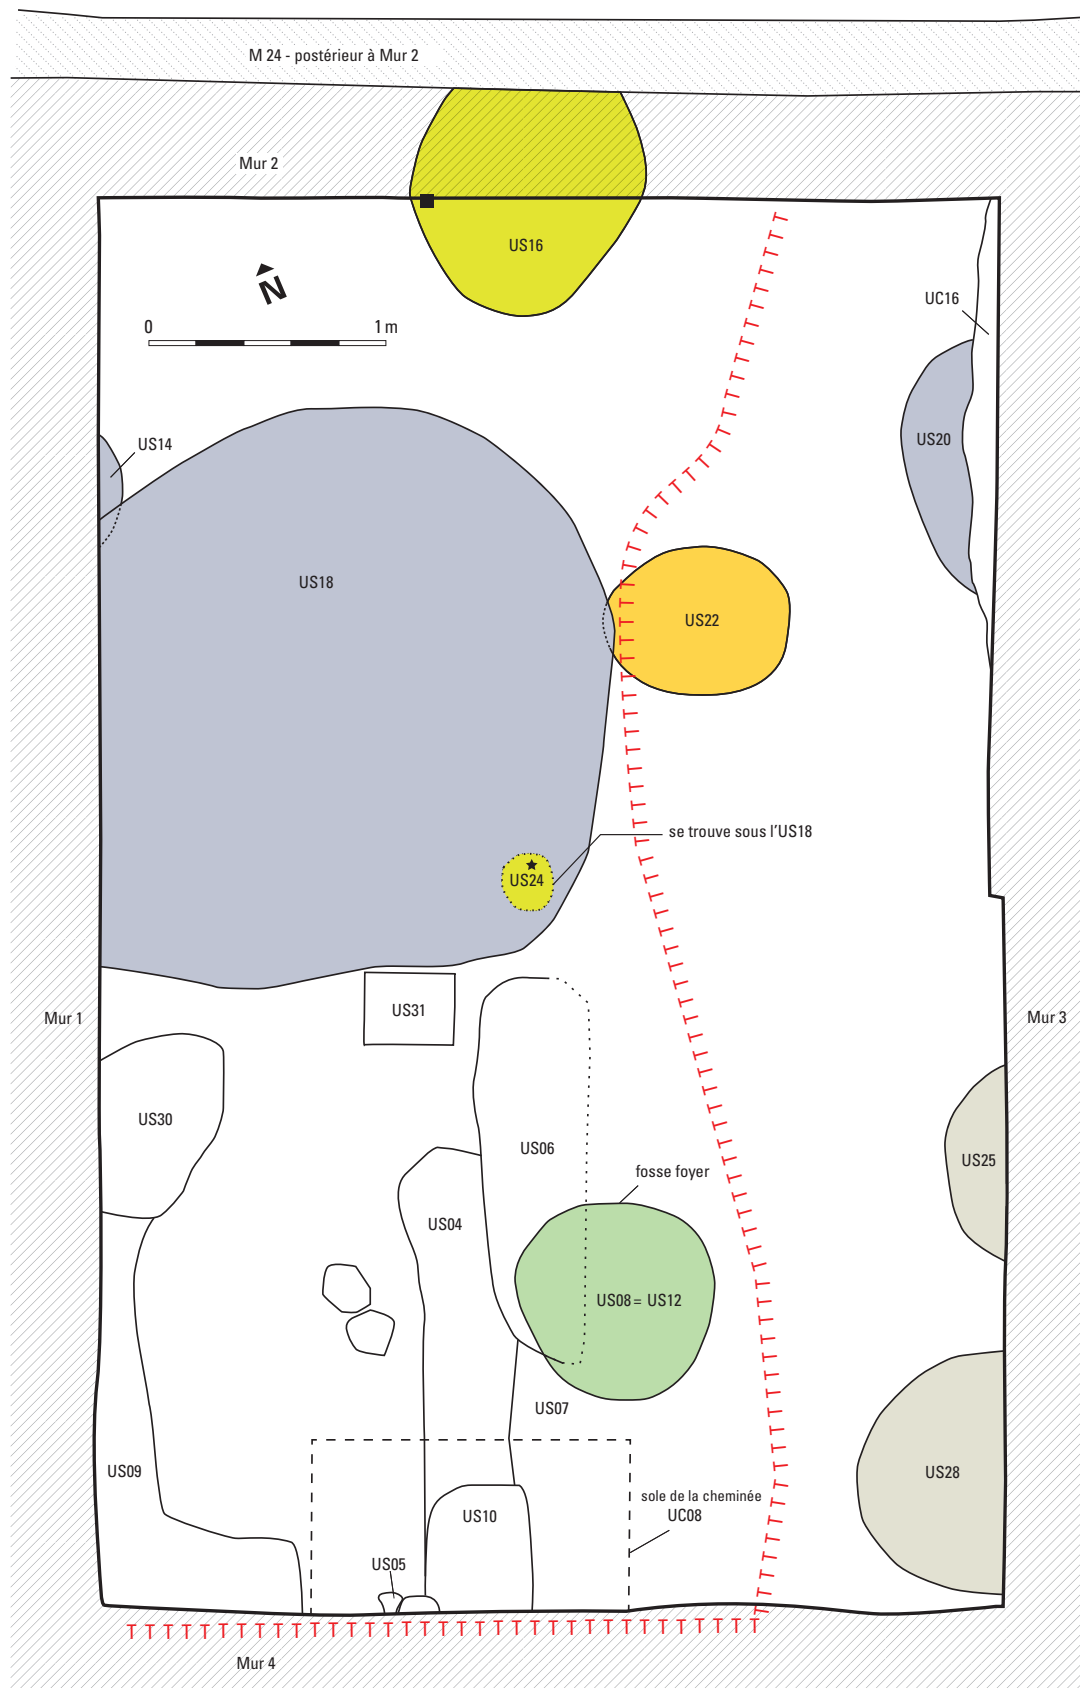 M 24 - postérieur à Mur 2
Mur 2
US16
N
0 1 m
UC16
US14
US20
US18
US22
se trouve sous l'US18
US24
US31
Mur 1
Mur 3
US30
US06
US25
fosse foyer
US04
US08 = US12
US07
US09
US28
sole de la cheminée
UC08
US10
US05
Mur 4